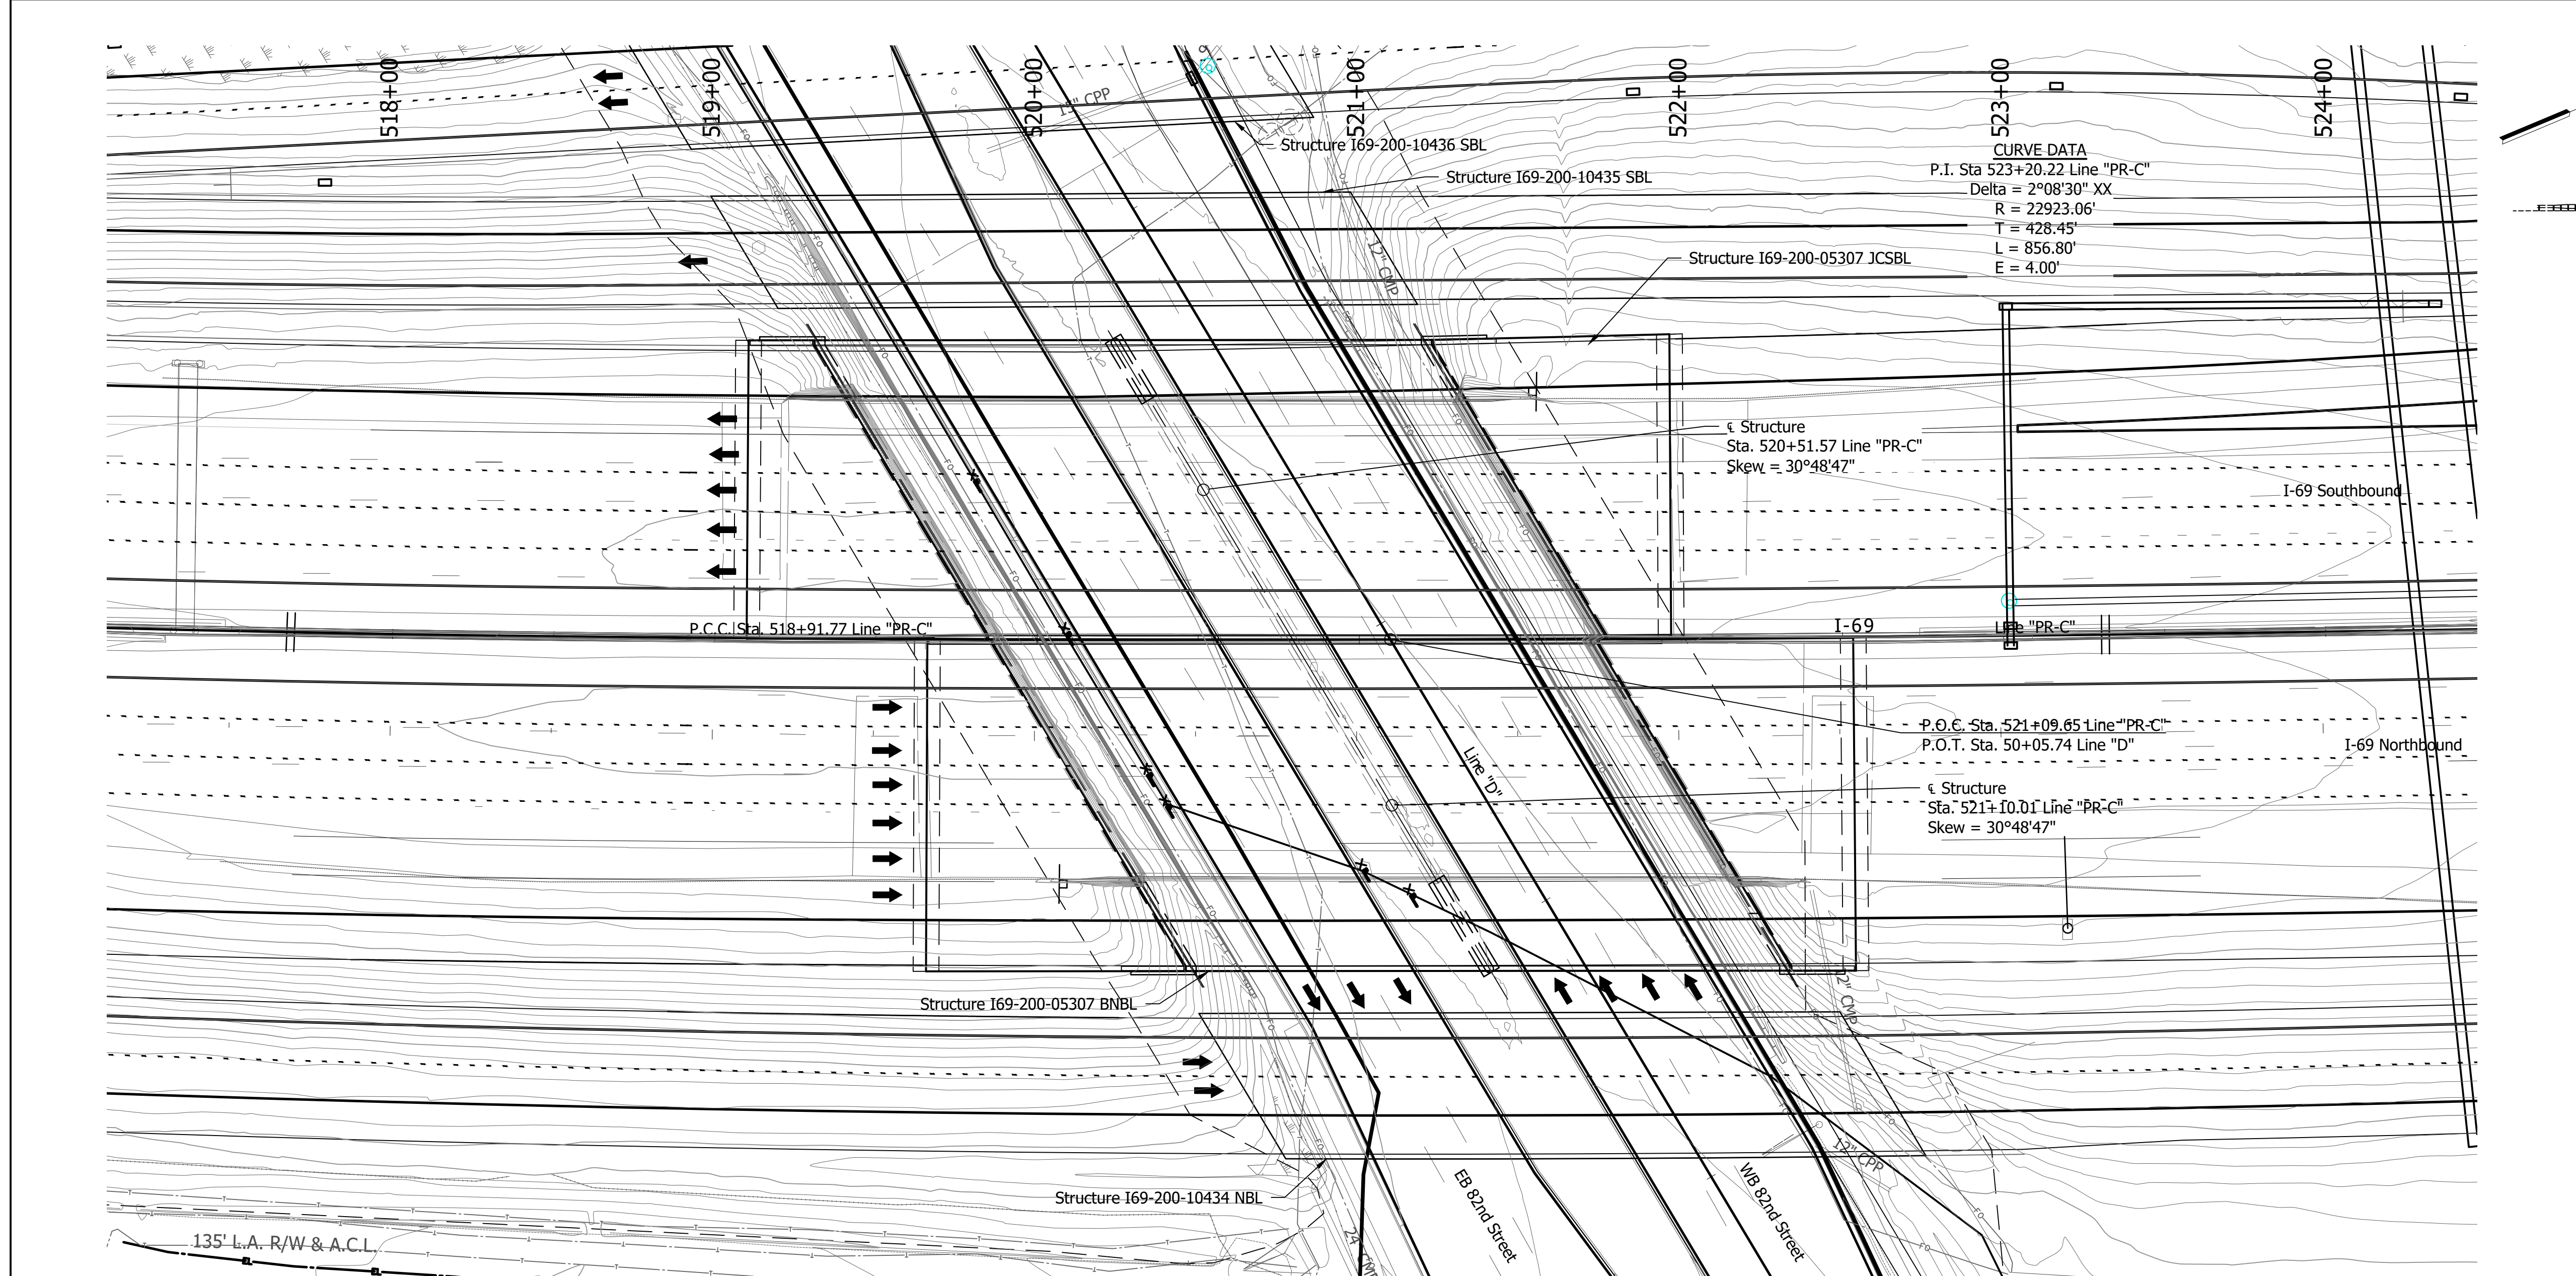 518+00
519+00
520+00
521+00
522+00
523+00
524+00
15" CPP
Structure I69-200-10436 SBL
Structure I69-200-10435 SBL
CURVE DATA
P.I. Sta 523+20.22 Line "PR-C"
Delta = 2°08'30" XX
R = 22923.06'
T = 428.45'
L = 856.80'
E = 4.00'
12" CMP
Structure I69-200-05307 JCSBL
℄ Structure
Sta. 520+51.57 Line "PR-C"
Skew = 30°48'47"
I-69 Southbound
P.C.C. Sta. 518+91.77 Line "PR-C"
I-69
Line "PR-C"
P.O.C. Sta. 521+09.65 Line "PR-C"
P.O.T. Sta. 50+05.74 Line "D"
I-69 Northbound
Line "D"
℄ Structure
Sta. 521+10.01 Line "PR-C"
Skew = 30°48'47"
Structure I69-200-05307 BNBL
12" CMP
12" CPP
Structure I69-200-10434 NBL
EB 82nd Street
WB 82nd Street
135' L.A. R/W & A.C.L.
24" CMP